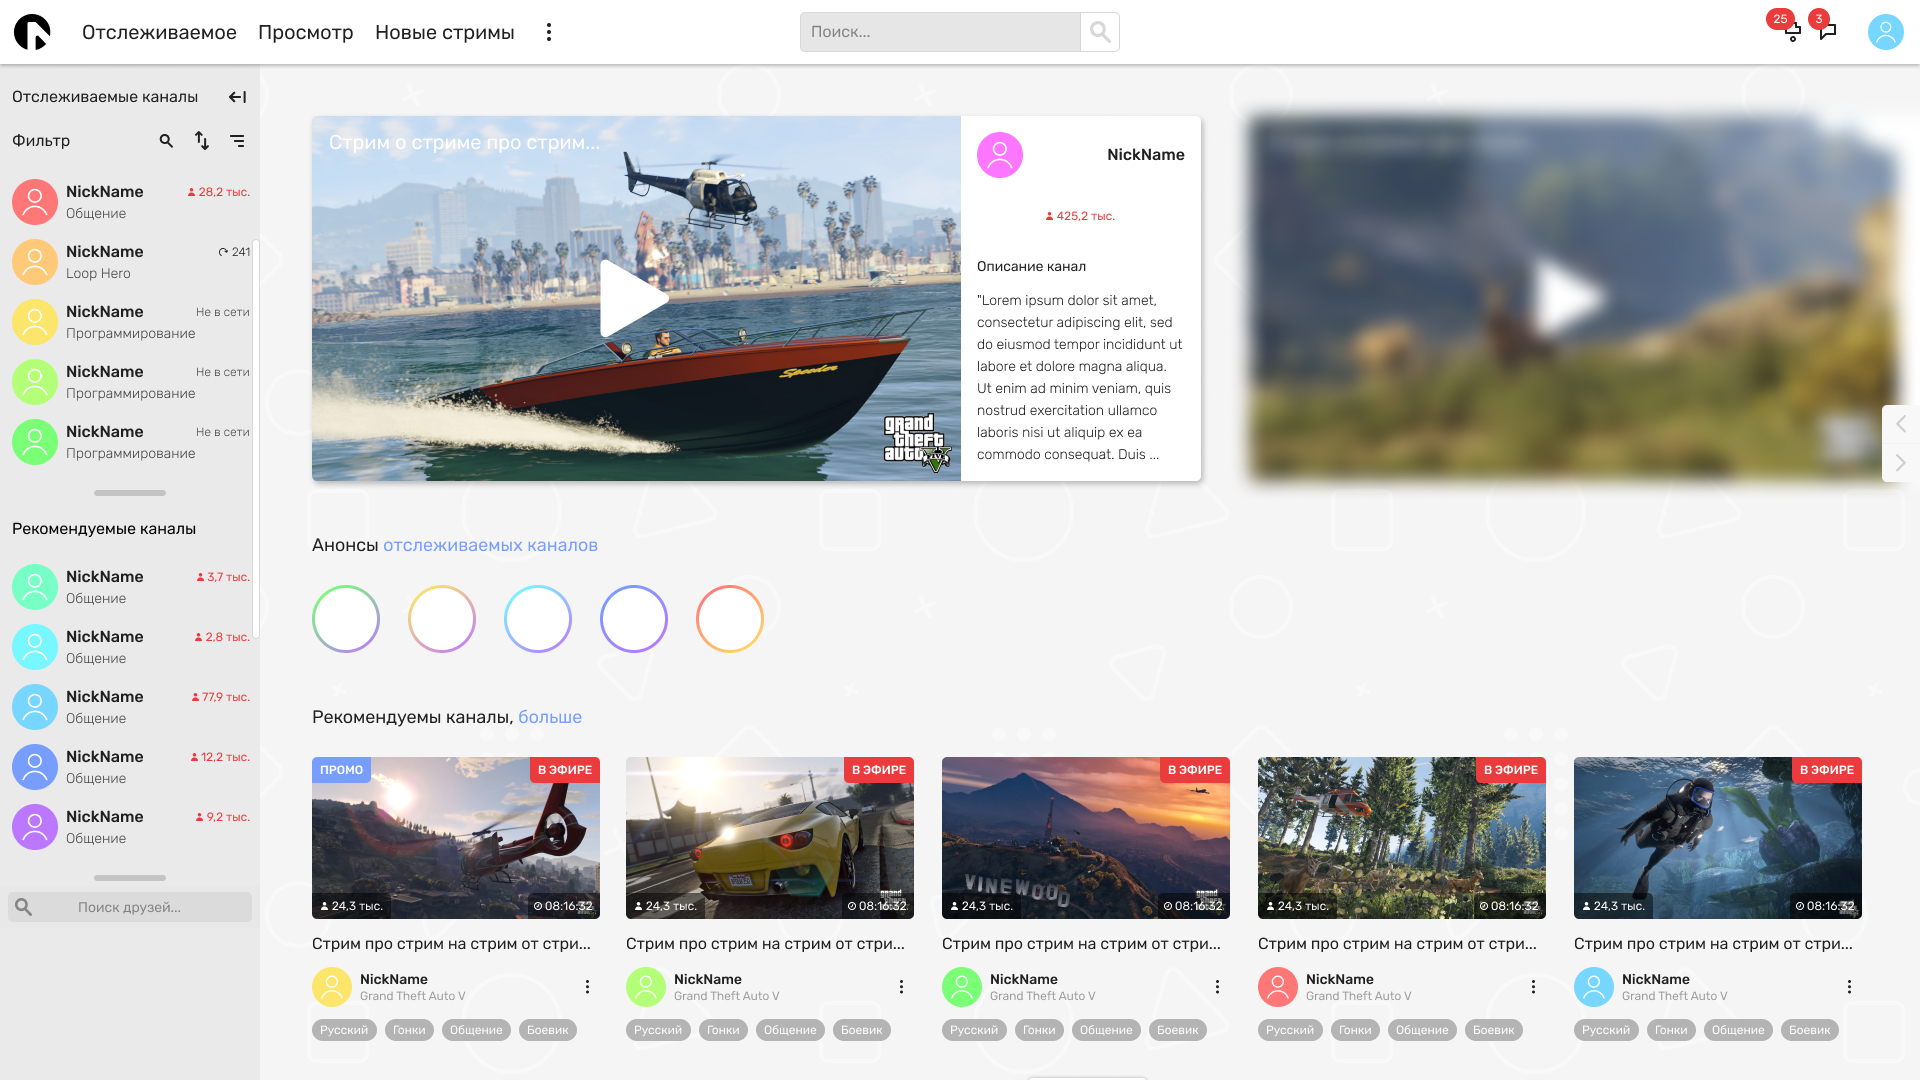 Отслеживаемое Просмотр Новые стримы
Поиск...
25
3
Отслеживаемые каналы
Фильтр
NickName 28,2 тыс.
Общение
NickName 241
Loop Hero
NickName Не в сети
Программирование
NickName Не в сети
Программирование
NickName Не в сети
Программирование
Рекомендуемые каналы
NickName 3,7 тыс.
Общение
NickName 2,8 тыс.
Общение
NickName 77,9 тыс.
Общение
NickName 12,2 тыс.
Общение
NickName 9,2 тыс.
Общение
Поиск друзей...
Стрим о стриме про стрим...
Speeder
grand
theft
auto
V
NickName
425,2 тыс.
Описание канал
"Lorem ipsum dolor sit amet,
consectetur adipiscing elit, sed
do eiusmod tempor incididunt ut
labore et dolore magna aliqua.
Ut enim ad minim veniam, quis
nostrud exercitation ullamco
laboris nisi ut aliquip ex ea
commodo consequat. Duis ...
Анонсы отслеживаемых каналов
Рекомендуемы каналы, больше
ПРОМО В ЭФИРЕ
24,3 тыс. 08:16:32
Стрим про стрим на стрим от стри...
NickName
Grand Theft Auto V
Русский Гонки Общение Боевик
В ЭФИРЕ
24,3 тыс. 08:16:32
Стрим про стрим на стрим от стри...
NickName
Grand Theft Auto V
Русский Гонки Общение Боевик
В ЭФИРЕ
VINEWOOD
24,3 тыс. 08:16:32
Стрим про стрим на стрим от стри...
NickName
Grand Theft Auto V
Русский Гонки Общение Боевик
В ЭФИРЕ
24,3 тыс. 08:16:32
Стрим про стрим на стрим от стри...
NickName
Grand Theft Auto V
Русский Гонки Общение Боевик
В ЭФИРЕ
24,3 тыс. 08:16:32
Стрим про стрим на стрим от стри...
NickName
Grand Theft Auto V
Русский Гонки Общение Боевик